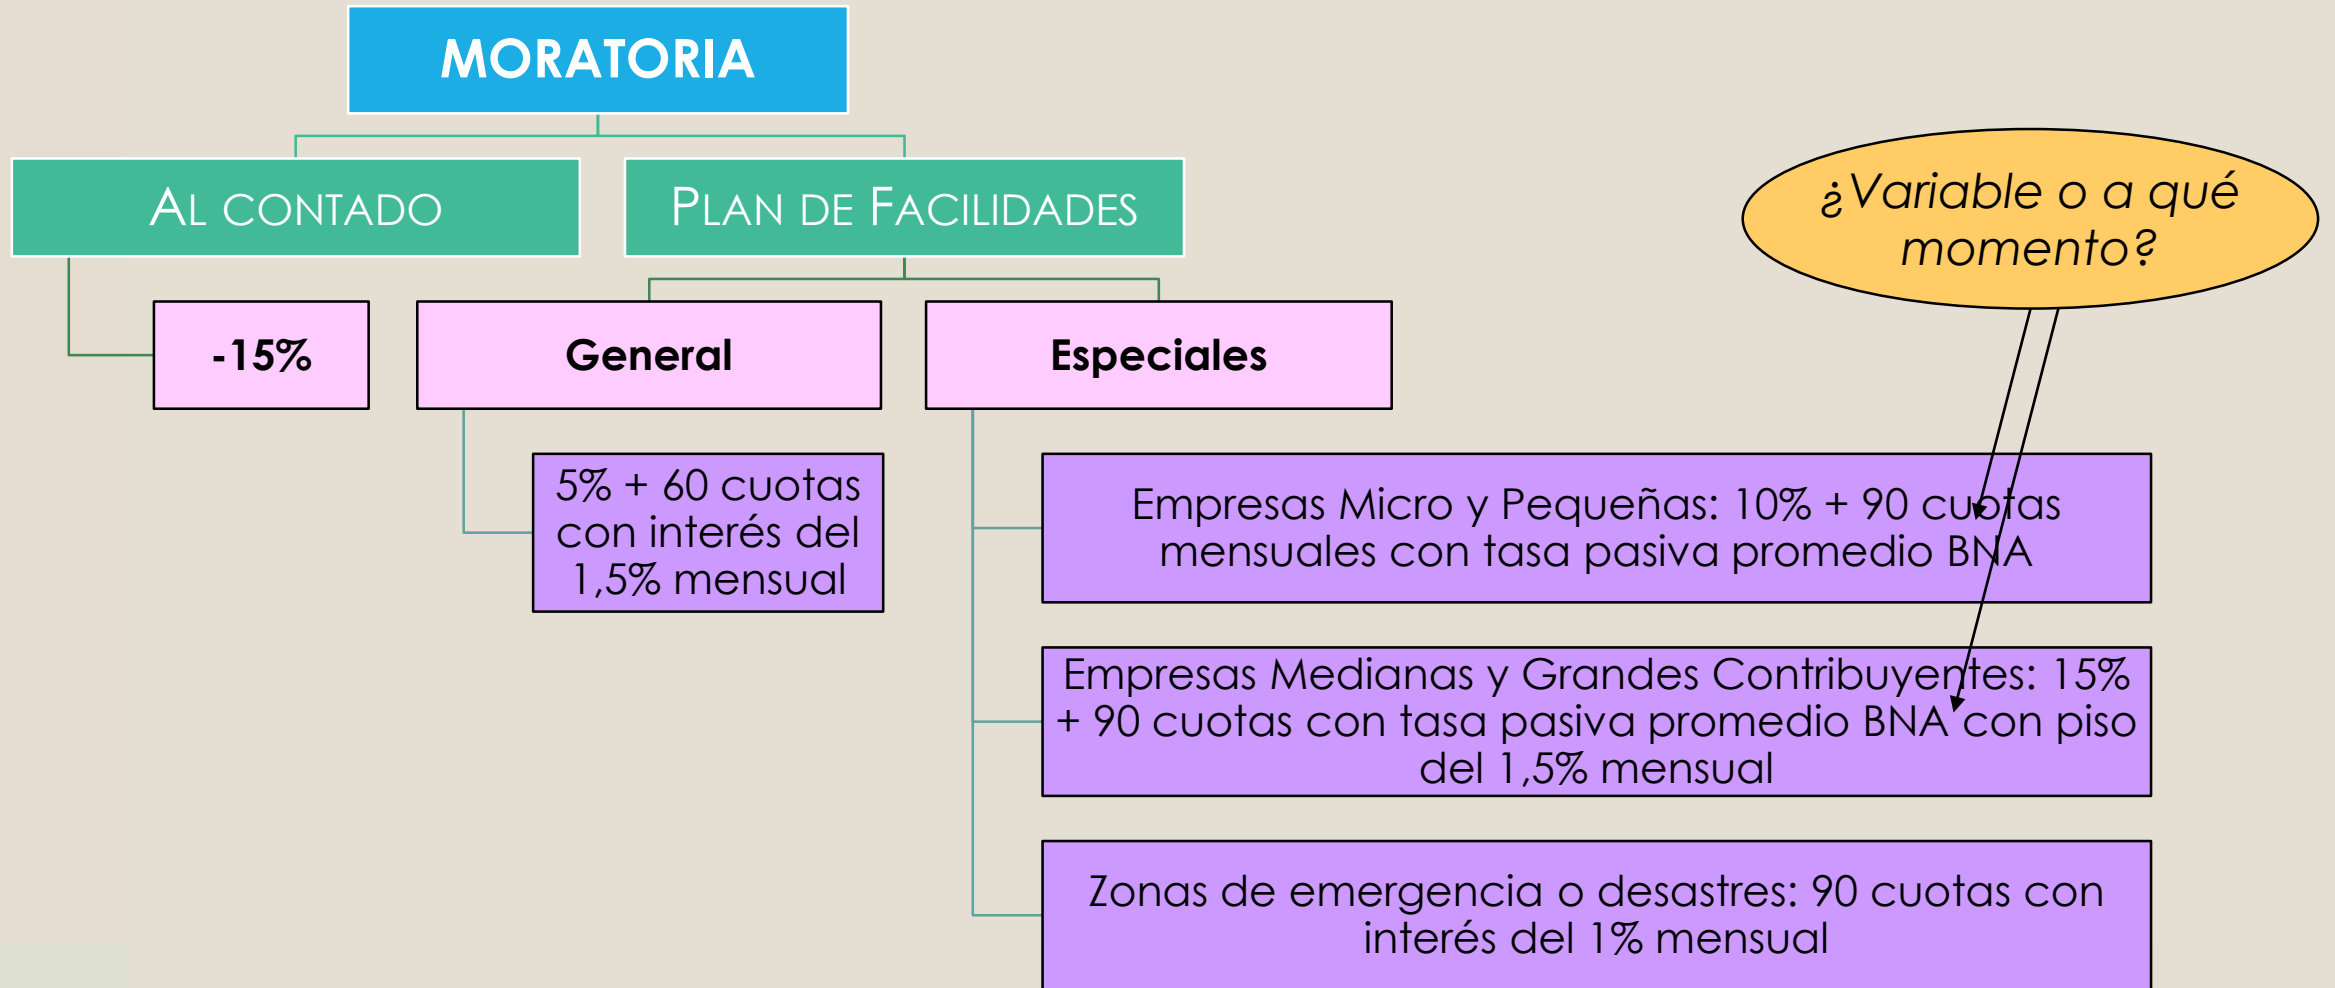 MORATORIA
AL CONTADO
PLAN DE FACILIDADES
¿Variable o a qué
momento?
-15%
General
Especiales
5% + 60 cuotas
con interés del
1,5% mensual
Empresas Micro y Pequeñas: 10% + 90 cuotas
mensuales con tasa pasiva promedio BNA
Empresas Medianas y Grandes Contribuyentes: 15%
+ 90 cuotas con tasa pasiva promedio BNA con piso
del 1,5% mensual
Zonas de emergencia o desastres: 90 cuotas con
interés del 1% mensual